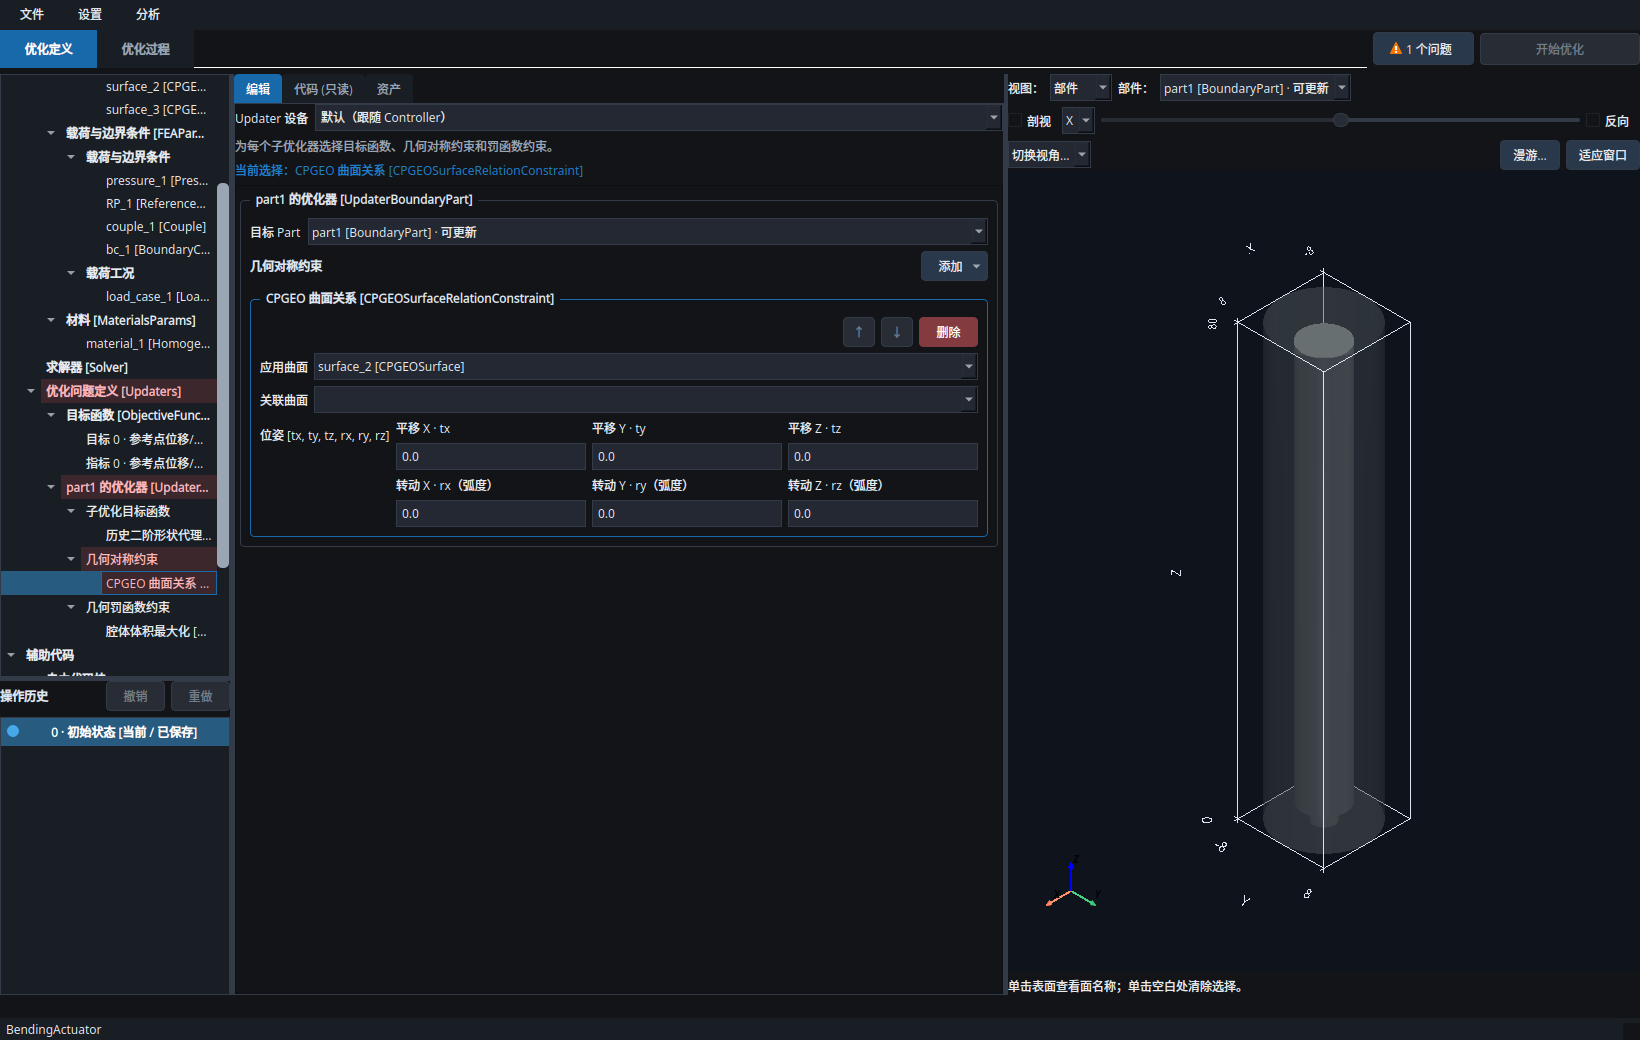 文件 设置 分析
优化定义 优化过程 1 个问题 开始优化
surface_2 [CPGE...
surface_3 [CPGE...
载荷与边界条件 [FEAPar...
载荷与边界条件
pressure_1 [Pres...
RP_1 [Reference...
couple_1 [Couple]
bc_1 [BoundaryC...
载荷工况
load_case_1 [Loa...
材料 [MaterialsParams]
material_1 [Homoge...
求解器 [Solver]
优化问题定义 [Updaters]
目标函数 [ObjectiveFunc...
目标 0 · 参考点位移/...
指标 0 · 参考点位移/...
part1 的优化器 [Updater...
子优化目标函数
历史二阶形状代理...
几何对称约束
CPGEO 曲面关系 ...
几何罚函数约束
腔体体积最大化 [...
辅助代码
操作历史 撤销 重做
0 · 初始状态 [当前 / 已保存]
编辑 代码 (只读) 资产
Updater 设备 默认（跟随 Controller）
为每个子优化器选择目标函数、几何对称约束和罚函数约束。
当前选择：CPGEO 曲面关系 [CPGEOSurfaceRelationConstraint]
part1 的优化器 [UpdaterBoundaryPart]
目标 Part part1 [BoundaryPart] · 可更新
几何对称约束 添加
CPGEO 曲面关系 [CPGEOSurfaceRelationConstraint]
↑ ↓ 删除
应用曲面 surface_2 [CPGEOSurface]
关联曲面
位姿 [tx, ty, tz, rx, ry, rz] 平移 X · tx 平移 Y · ty 平移 Z · tz
0.0 0.0 0.0
转动 X · rx（弧度） 转动 Y · ry（弧度） 转动 Z · rz（弧度）
0.0 0.0 0.0
视图： 部件 部件： part1 [BoundaryPart] · 可更新
剖视 X 反向
切换视角... 漫游... 适应窗口
80
Z
0
Z
单击表面查看面名称；单击空白处清除选择。
BendingActuator